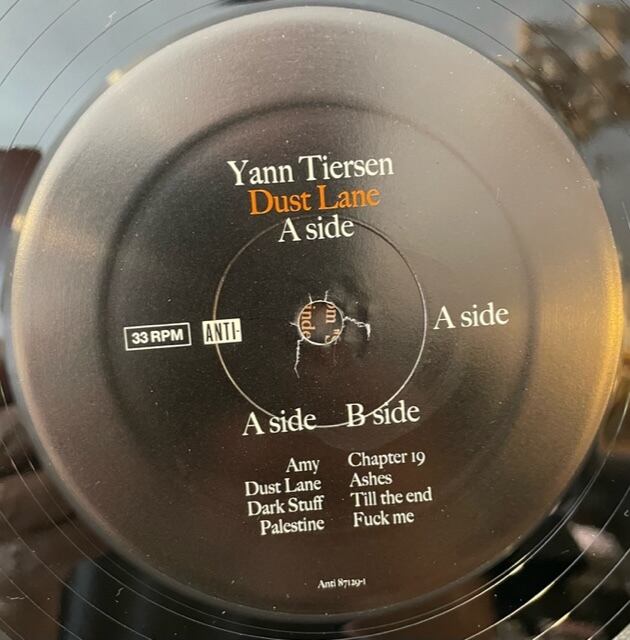 Yann Tiersen
Dust Lane
A side
33 RPM
ANTI-
A side
A side
B side
Amy
Dust Lane
Dark Stuff
Palestine
Chapter 19
Ashes
Till the end
Fuck me
Anti 87129-1